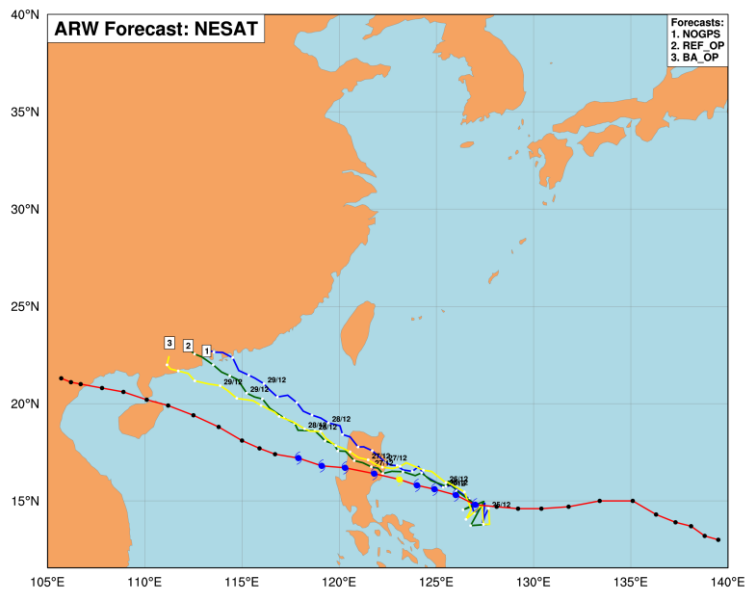 40°N
ARW Forecast: NESAT
Forecasts:
1. NOGPS
2. REF_OP
3. BA_OP
35°N
30°N
25°N
3
2
1
29/12
29/12
20°N
28/12
28/12
27/12
15°N
25/12
105°E
110°E
115°E
120°E
125°E
130°E
135°E
140°E